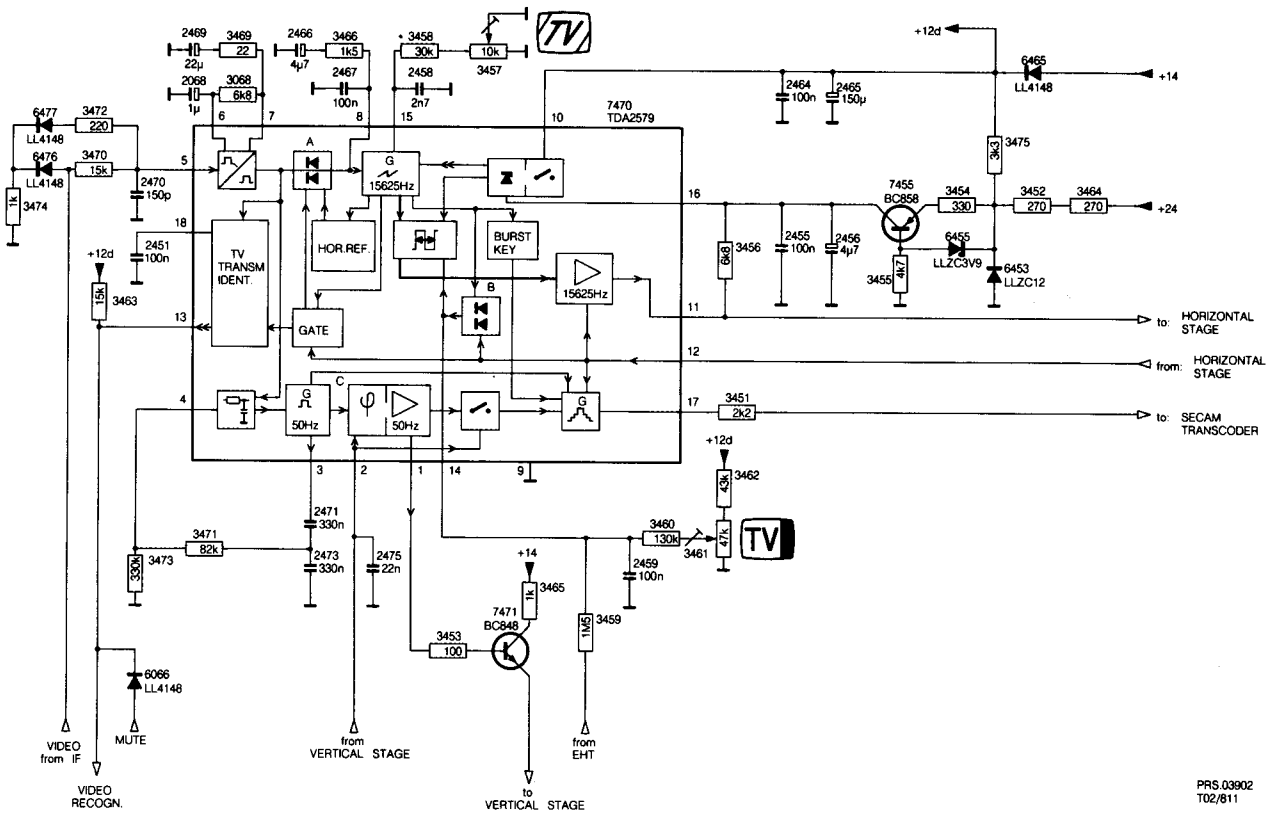 2469
22µ
3469
22
2466
4µ7
3466
1k5
3458
30k
10k
3457
TV
+12d
2068
1µ
3068
6k8
2467
100n
2458
2n7
6465
LL4148
+14
2464
100n
2465
150µ
6477
LL4148
3472
220
6 7 8 15 10
7470
TDA2579
3475
3k3
6476
LL4148
3470
15k
5
A
G
15625Hz
3474
1k
2470
150p
16
7455
BC858
3454
330
3452
270
3464
270
+24
18
2451
100n
TV
TRANSM
IDENT.
HOR.REF.
BURST
KEY
3456
6k8
2455
100n
2456
4µ7
6455
LLZC3V9
3455
4k7
6453
LLZC12
+12d
15k
3463
15625Hz
B
11
to: HORIZONTAL
STAGE
13
GATE
12
from: HORIZONTAL
STAGE
4
G
50Hz
C
φ
50Hz
G
17
3451
2k2
to: SECAM
TRANSCODER
3 2 1 14 9
+12d
43k
3462
2471
330n
3471
82k
3473
330k
2473
330n
2475
22n
3460
130k
3461
47k
TV
2459
100n
+14
1k
3465
7471
BC848
3459
1M5
3453
100
6066
LL4148
VIDEO
from IF
MUTE
from
VERTICAL STAGE
from
EHT
VIDEO
RECOGN.
to
VERTICAL STAGE
PRS.03902
T02/811